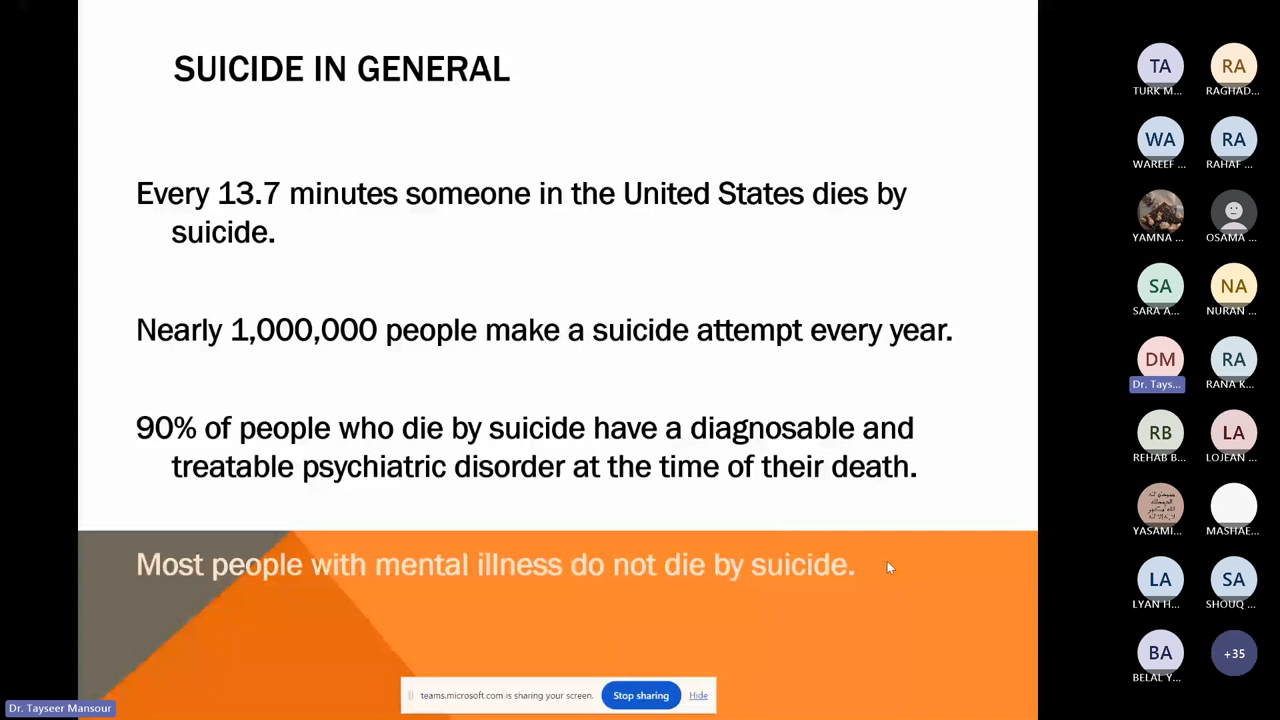 SUICIDE IN GENERAL
Every 13.7 minutes someone in the United States dies by
suicide.
Nearly 1,000,000 people make a suicide attempt every year.
90% of people who die by suicide have a diagnosable and
treatable psychiatric disorder at the time of their death.
Most people with mental illness do not die by suicide.
teams.microsoft.com is sharing your screen. Stop sharing Hide
Dr. Tayseer Mansour
TA RA
TURK M... RAGHAD...
WA RA
WAREEF ... RAHAF ...
YAMNA ... OSAMA ...
SA NA
SARA A... NURAN ...
DM RA
Dr. Tays... RANA K...
RB LA
REHAB B... LOJEAN ...
YASAMI... MASHAE...
LA SA
LYAN H... SHOUQ ...
BA +35
BELAL Y...